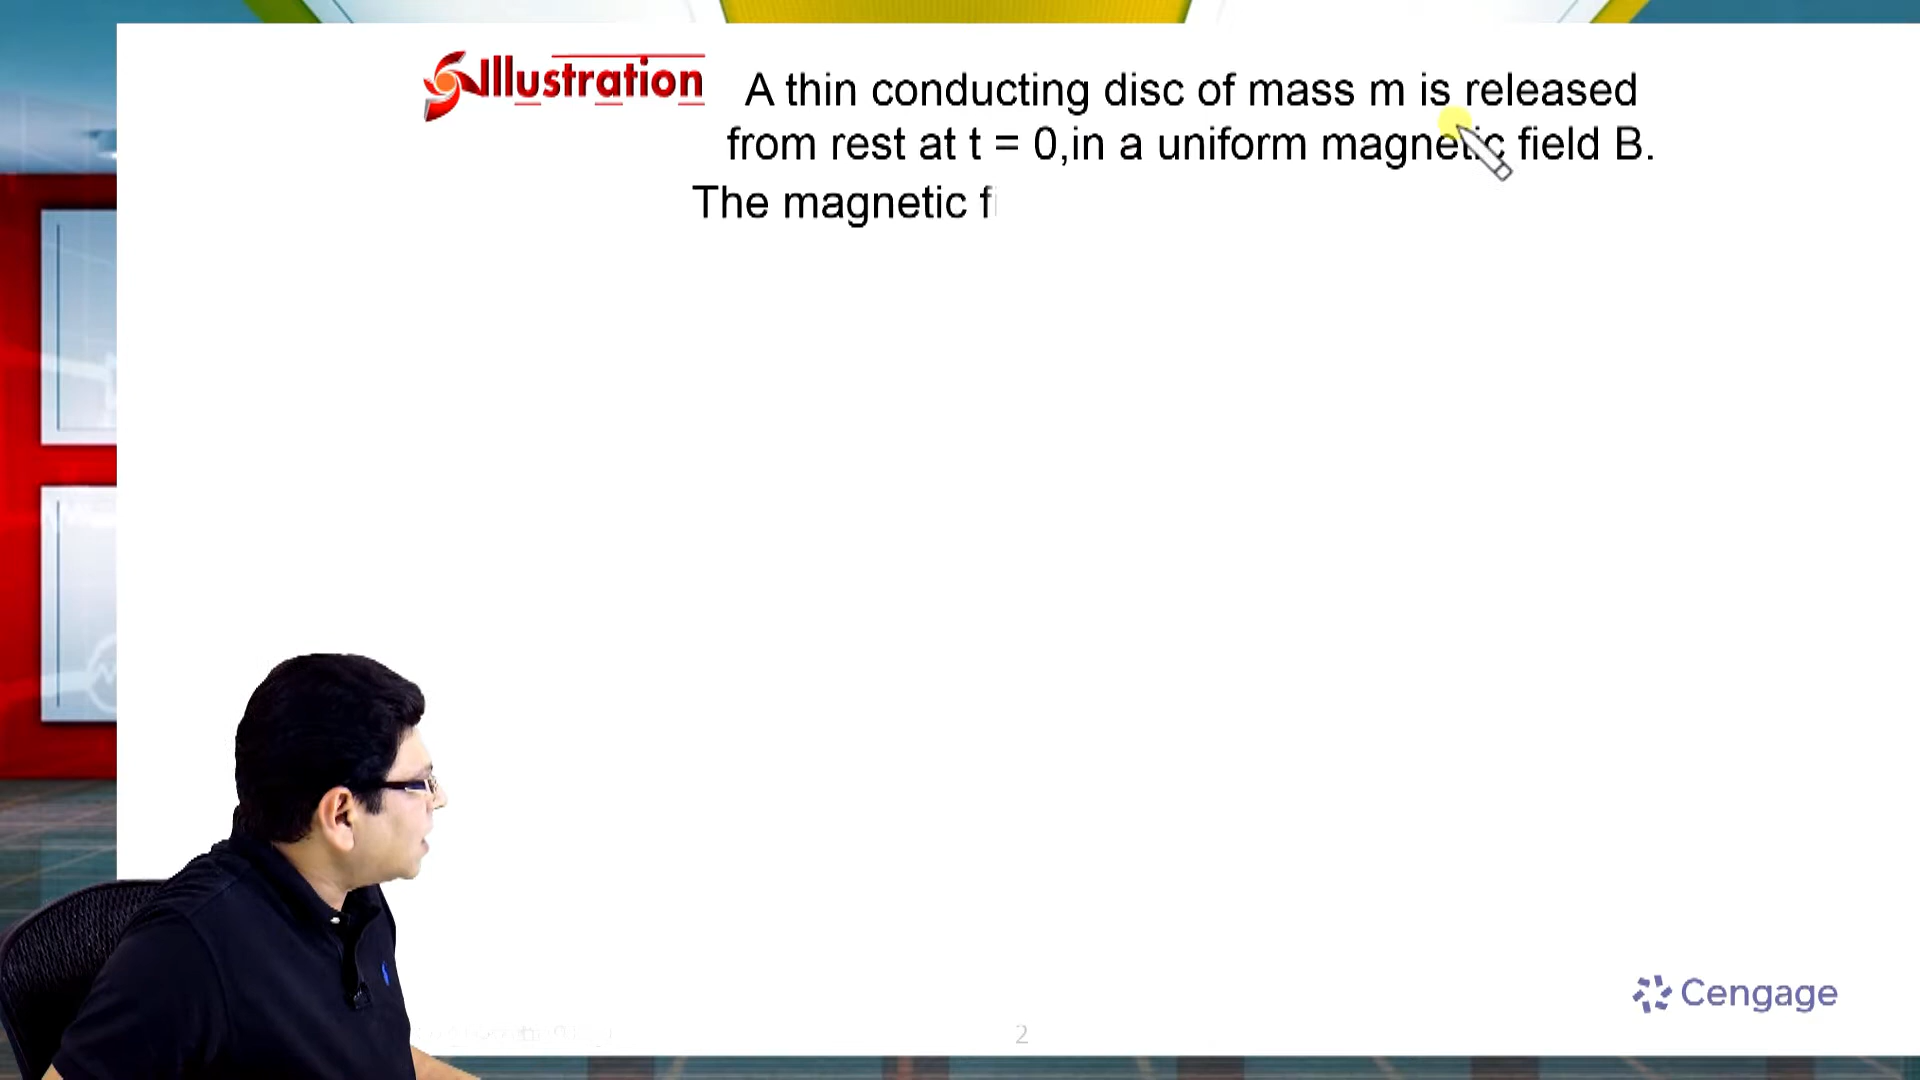 Illustration
A thin conducting disc of mass m is released
from rest at t = 0,in a uniform magnetic field B.
The magnetic f
Cengage
2